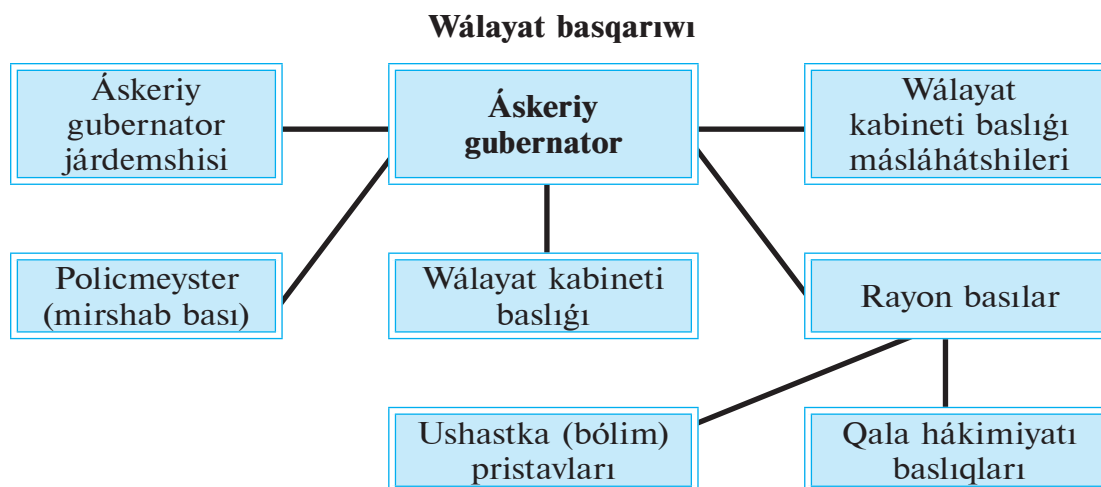 Wálayat basqarıwı
Áskeriy
gubernator
járdemshisi
Áskeriy
gubernator
Wálayat
kabineti baslıǵı
másláhátshileri
Policmeyster
(mirshab bası)
Wálayat kabineti
baslıǵı
Rayon basılar
Ushastka (bólim)
pristavları
Qala hákimiyatı
baslıqları